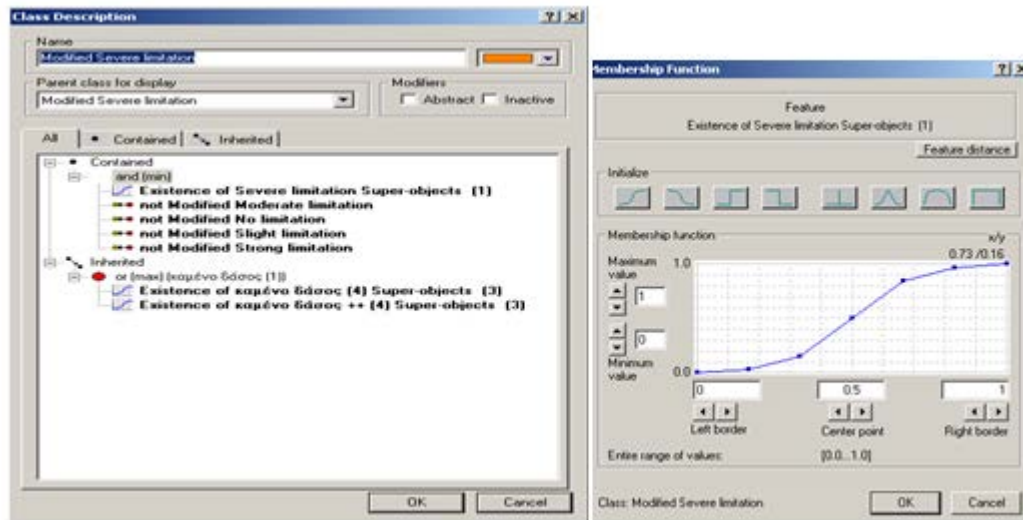 Class Description
Name
Modified Severe limitation
Parent class for display
Modified Severe limitation
Modifiers
Abstract
Inactive
All
Contained
Inherited
Contained
and (min)
Existence of Severe limitation Super-objects (1)
not Modified Moderate limitation
not Modified No limitation
not Modified Slight limitation
not Modified Strong limitation
Inherited
or (max) (καμένο δάσος (1))
Existence of καμένο δάσος (4) Super-objects (3)
Existence of καμένο δάσος ++ (4) Super-objects (3)
OK
Cancel
Membership Function
Feature
Existence of Severe limitation Super-objects (1)
Feature distance
Initialize
Membership function
x/y
0.73 /0.16
Maximum
value
1.0
1
0
Minimum
value
0.0
0
0.5
1
Left border
Center point
Right border
Entire range of values:
[0.0...1.0]
Class: Modified Severe limitation
OK
Cancel